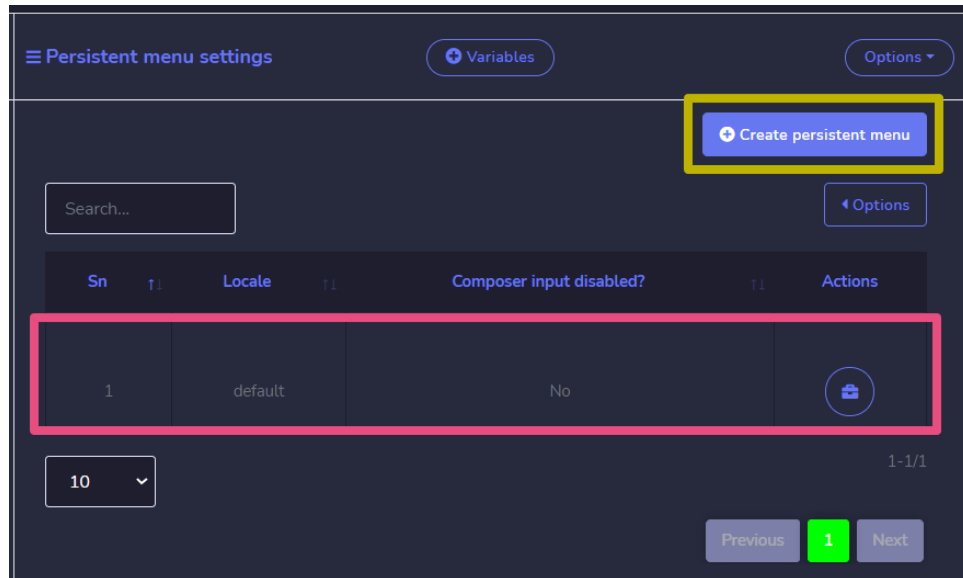 Persistent menu settings
Variables
Options
Create persistent menu
Search...
Options
Sn Locale Composer input disabled? Actions
1 default No
10
1-1/1
Previous 1 Next